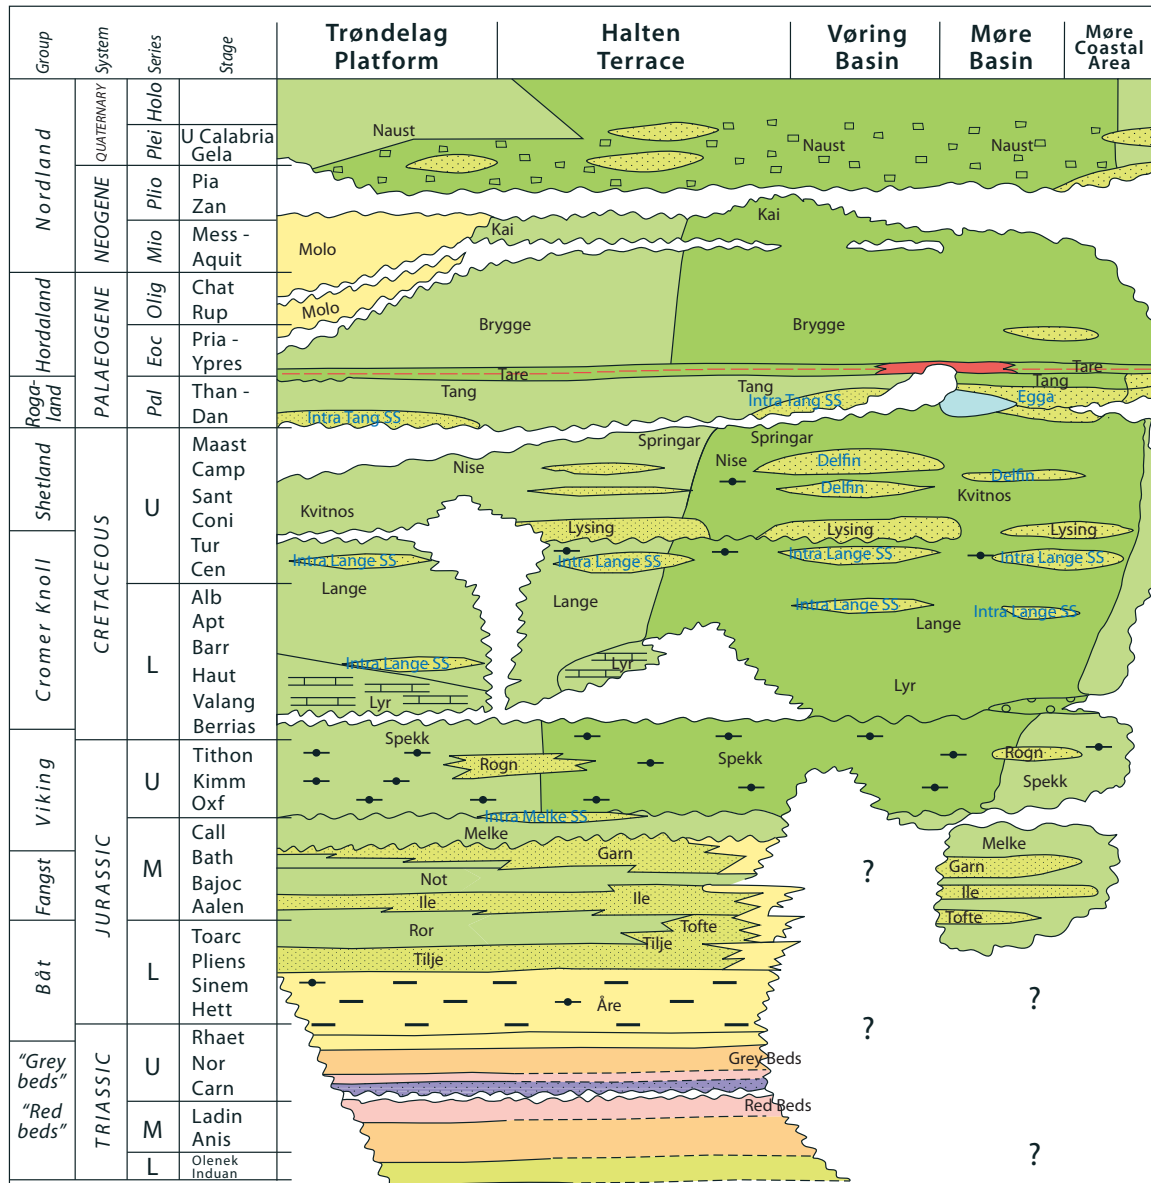 Group
System
Series
Stage
Trøndelag
Platform
Halten
Terrace
Vøring
Basin
Møre
Basin
Møre
Coastal
Area
Nordland
Hordaland
Roga-
land
Shetland
Cromer Knoll
Viking
Fangst
Båt
"Grey
beds"
"Red
beds"
QUATERNARY
NEOGENE
PALAEOGENE
CRETACEOUS
JURASSIC
TRIASSIC
Holo
Plei
Plio
Mio
Olig
Eoc
Pal
U
L
U
M
L
U
M
L
U Calabria
Gela
Pia
Zan
Mess -
Aquit
Chat
Rup
Pria -
Ypres
Than -
Dan
Maast
Camp
Sant
Coni
Tur
Cen
Alb
Apt
Barr
Haut
Valang
Berrias
Tithon
Kimm
Oxf
Call
Bath
Bajoc
Aalen
Toarc
Pliens
Sinem
Hett
Rhaet
Nor
Carn
Ladin
Anis
Olenek
Induan
Naust
Naust
Naust
Kai
Kai
Molo
Molo
Brygge
Brygge
Tare
Tare
Tang
Tang
Tang
Intra Tang SS
Intra Tang SS
Egga
Springar
Springar
Nise
Nise
Delfin
Delfin
Delfin
Kvitnos
Kvitnos
Lysing
Lysing
Lysing
Intra Lange SS
Intra Lange SS
Intra Lange SS
Intra Lange SS
Lange
Lange
Intra Lange SS
Intra Lange SS
Lange
Intra Lange SS
Lyr
Lyr
Lyr
Spekk
Spekk
Spekk
Rogn
Rogn
Intra Melke SS
Melke
Melke
Garn
Garn
?
Not
Ile
Ile
Ile
Tofte
Tofte
Ror
Tilje
Tilje
Åre
?
?
Grey Beds
Red Beds
?